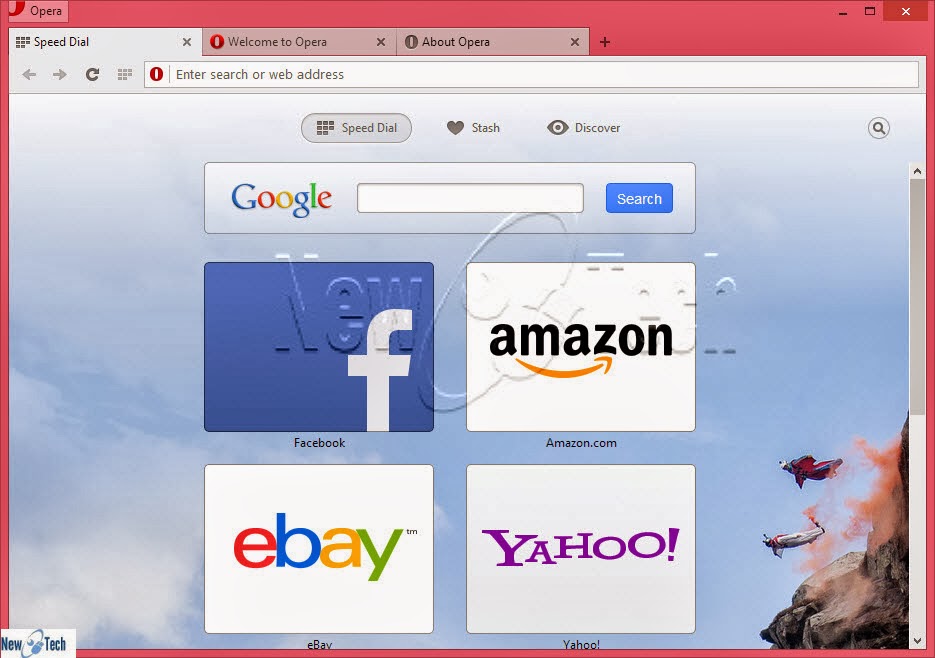 Opera
Speed Dial
Welcome to Opera
About Opera
Enter search or web address
Speed Dial
Stash
Discover
Google
Search
New Tech
f
amazon
Facebook
Amazon.com
ebay™
YAHOO!
eBay
Yahoo!
New Tech